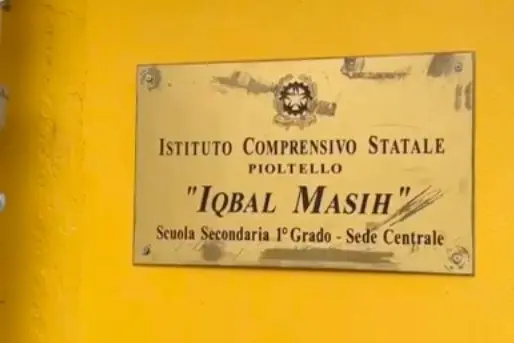 ISTITUTO COMPRENSIVO STATALE
PIOLTELLO
"IQBAL MASIH"
Scuola Secondaria 1° Grado - Sede Centrale